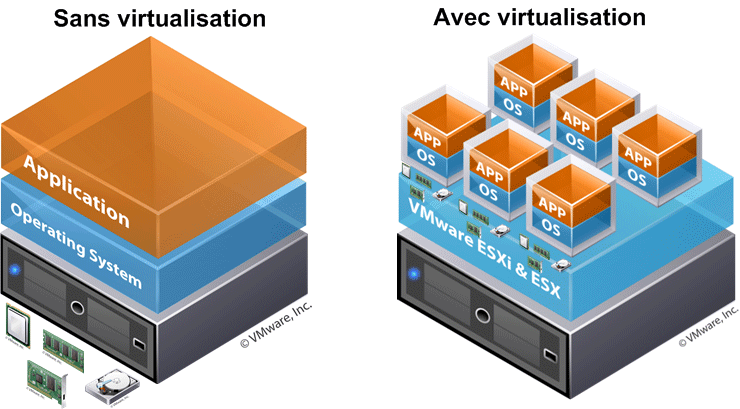 Sans virtualisation
Avec virtualisation
Application
Operating System
© VMware, Inc.
APP
OS
APP
OS
APP
OS
APP
OS
APP
OS
APP
OS
VMware ESXi & ESX
© VMware, Inc.